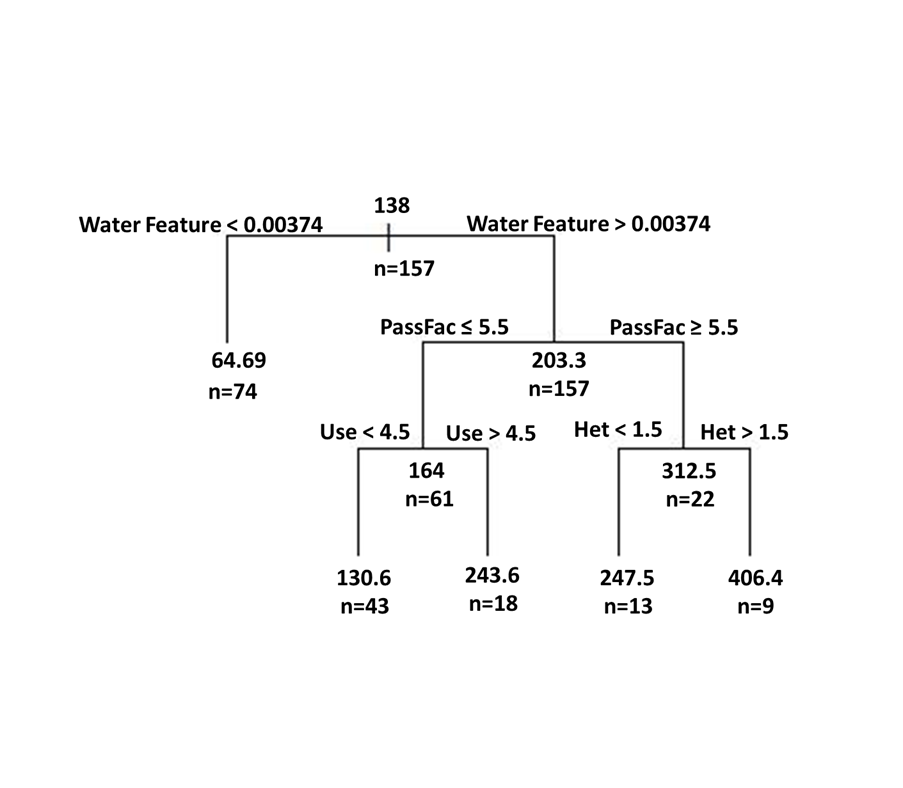 138
Water Feature < 0.00374
Water Feature > 0.00374
n=157
PassFac ≤ 5.5
PassFac ≥ 5.5
64.69
n=74
203.3
n=157
Use < 4.5
Use > 4.5
Het < 1.5
Het > 1.5
164
n=61
312.5
n=22
130.6
n=43
243.6
n=18
247.5
n=13
406.4
n=9